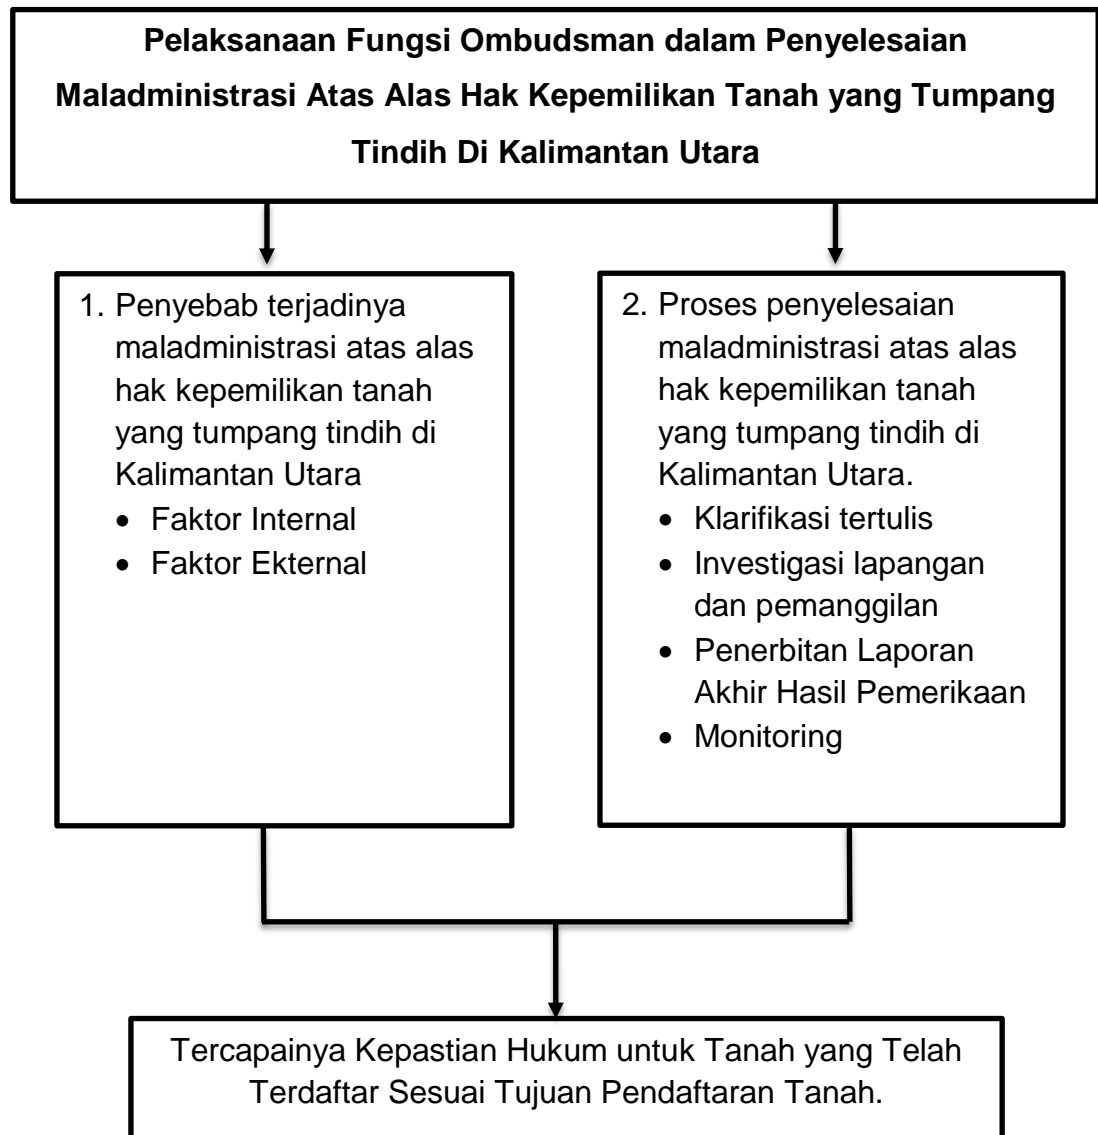 Pelaksanaan Fungsi Ombudsman dalam Penyelesaian
Maladministrasi Atas Alas Hak Kepemilikan Tanah yang Tumpang
Tindih Di Kalimantan Utara
1. Penyebab terjadinya
maladministrasi atas alas
hak kepemilikan tanah
yang tumpang tindih di
Kalimantan Utara
• Faktor Internal
• Faktor Ekternal
2. Proses penyelesaian
maladministrasi atas alas
hak kepemilikan tanah
yang tumpang tindih di
Kalimantan Utara.
• Klarifikasi tertulis
• Investigasi lapangan
dan pemanggilan
• Penerbitan Laporan
Akhir Hasil Pemerikaan
• Monitoring
Tercapainya Kepastian Hukum untuk Tanah yang Telah
Terdaftar Sesuai Tujuan Pendaftaran Tanah.